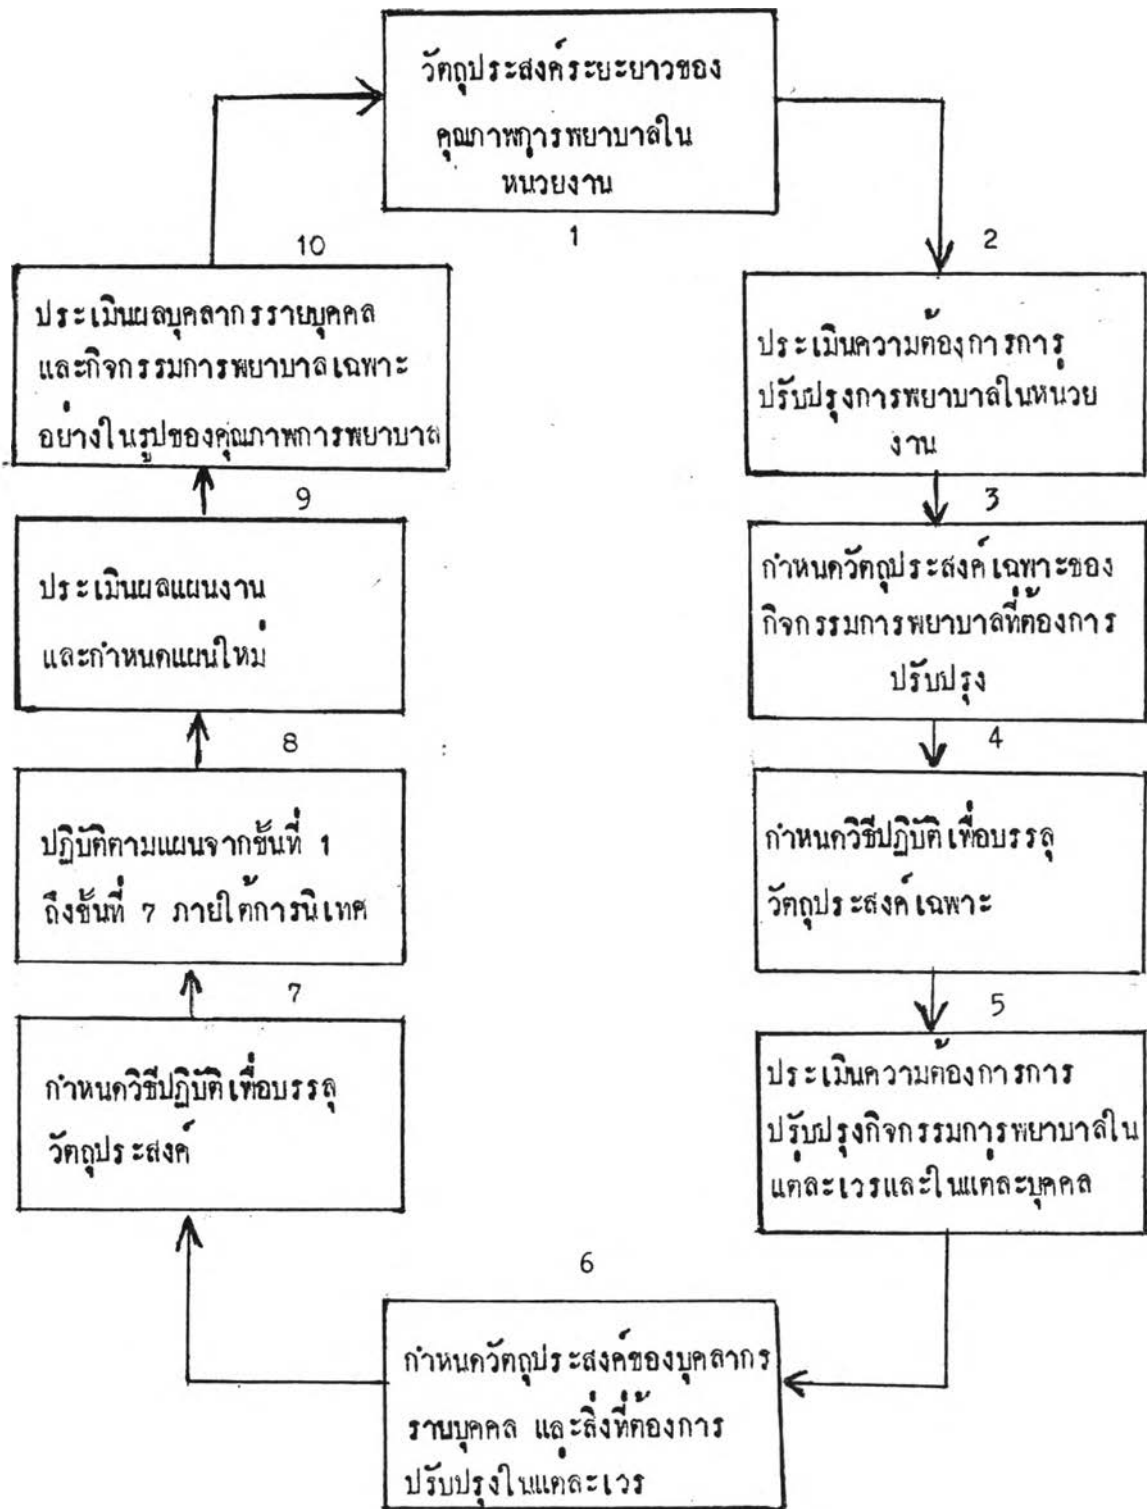 วัตถุประสงค์ระยะยาวของ
คุณภาพการพยาบาลใน
หน่วยงาน
1
2
ประเมินความต้องการการ
ปรับปรุงการพยาบาลในหน่วย
งาน
3
กำหนดวัตถุประสงค์เฉพาะของ
กิจกรรมการพยาบาลที่ต้องการ
ปรับปรุง
4
กำหนดวิธีปฏิบัติเพื่อบรรลุ
วัตถุประสงค์เฉพาะ
5
ประเมินความต้องการการ
ปรับปรุงกิจกรรมการพยาบาลใน
แต่ละเวรและในแต่ละบุคคล
6
กำหนดวัตถุประสงค์ของบุคลากร
รายบุคคล และสิ่งที่ต้องการ
ปรับปรุงในแต่ละเวร
7
กำหนดวิธีปฏิบัติเพื่อบรรลุ
วัตถุประสงค์
8
ปฏิบัติตามแผนจากขั้นที่ 1
ถึงขั้นที่ 7 ภายใต้การนิเทศ
9
ประเมินผลแผนงาน
และกำหนดแผนใหม่
10
ประเมินผลบุคลากรรายบุคคล
และกิจกรรมการพยาบาลเฉพาะ
อย่างในรูปของคุณภาพการพยาบาล